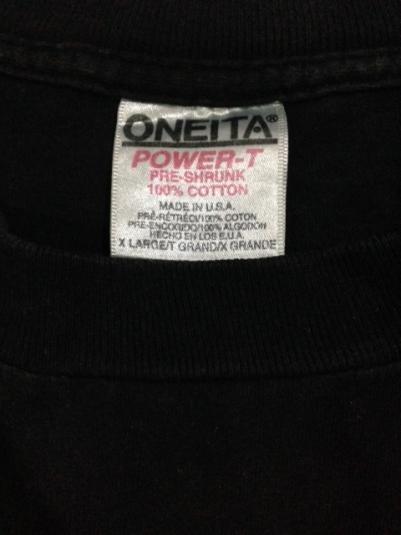 ONEITA®
POWER-T
PRE-SHRUNK
100% COTTON
MADE IN U.S.A.
PRÉ-RÉTRÉCI/100% COTON
PRE-ENCOGIDO/100% ALGODÓN
HECHO EN LOS E.U.A.
X LARGE/T GRAND/X GRANDE